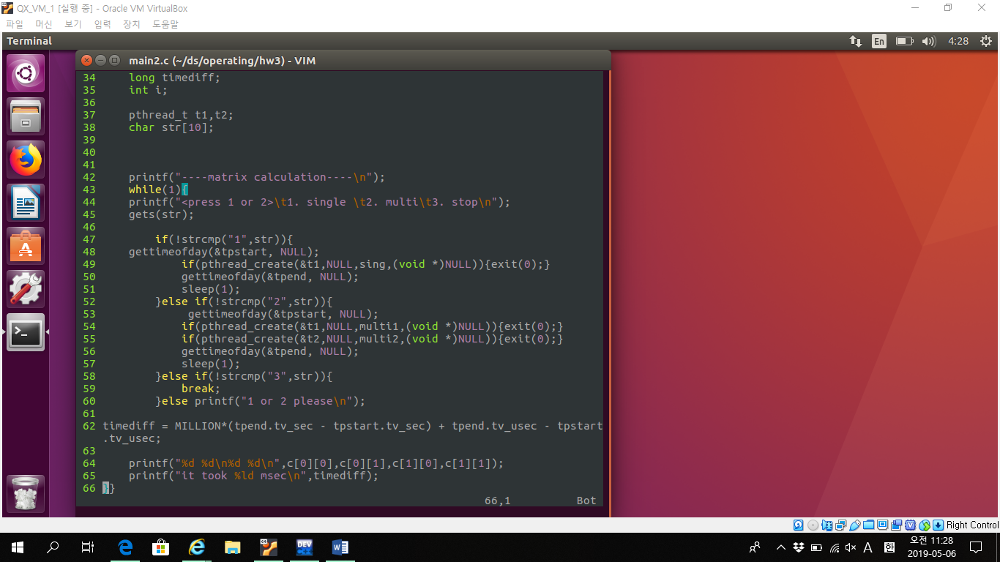 QX_VM_1 [실행 중] - Oracle VM VirtualBox
파일 머신 보기 입력 장치 도움말
Terminal En 4:28
main2.c (~/ds/operating/hw3) - VIM
34 long timediff;
35 int i;
36
37 pthread_t t1,t2;
38 char str[10];
39
40
41
42 printf("----matrix calculation----\n");
43 while(1){
44 printf("<press 1 or 2>\t1. single \t2. multi\t3. stop\n");
45 gets(str);
46
47 if(!strcmp("1",str)){
48 gettimeofday(&tpstart, NULL);
49 if(pthread_create(&t1,NULL,sing,(void *)NULL)){exit(0);}
50 gettimeofday(&tpend, NULL);
51 sleep(1);
52 }else if(!strcmp("2",str)){
53 gettimeofday(&tpstart, NULL);
54 if(pthread_create(&t1,NULL,multi1,(void *)NULL)){exit(0);}
55 if(pthread_create(&t2,NULL,multi2,(void *)NULL)){exit(0);}
56 gettimeofday(&tpend, NULL);
57 sleep(1);
58 }else if(!strcmp("3",str)){
59 break;
60 }else printf("1 or 2 please\n");
61
62 timediff = MILLION*(tpend.tv_sec - tpstart.tv_sec) + tpend.tv_usec - tpstart
.tv_usec;
63
64 printf("%d %d\n%d %d\n",c[0][0],c[0][1],c[1][0],c[1][1]);
65 printf("it took %ld msec\n",timediff);
66 }}
66,1 Bot
Right Control
64
DEV
A 한 오전 11:28
2019-05-06